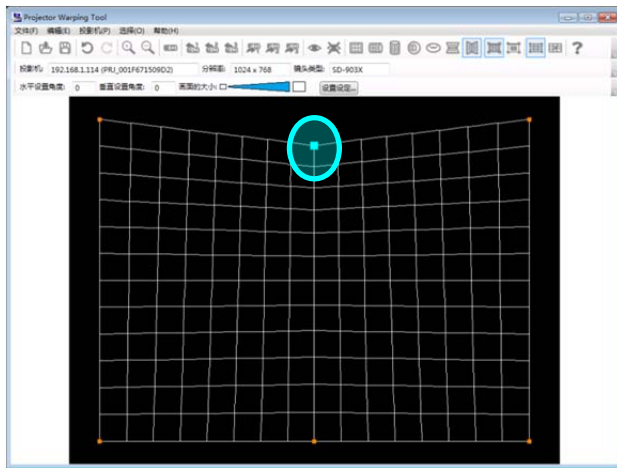 Projector Warping Tool
文件(F) 编辑(E) 投影机(P) 选择(O) 帮助(H)
投影机: 192.168.1.114 (PRJ_001F671509D2) 分辨率: 1024 x 768 镜头类型: SD-903X
水平设置角度: 0 垂直设置角度: 0 画面的大小: 设置设定...